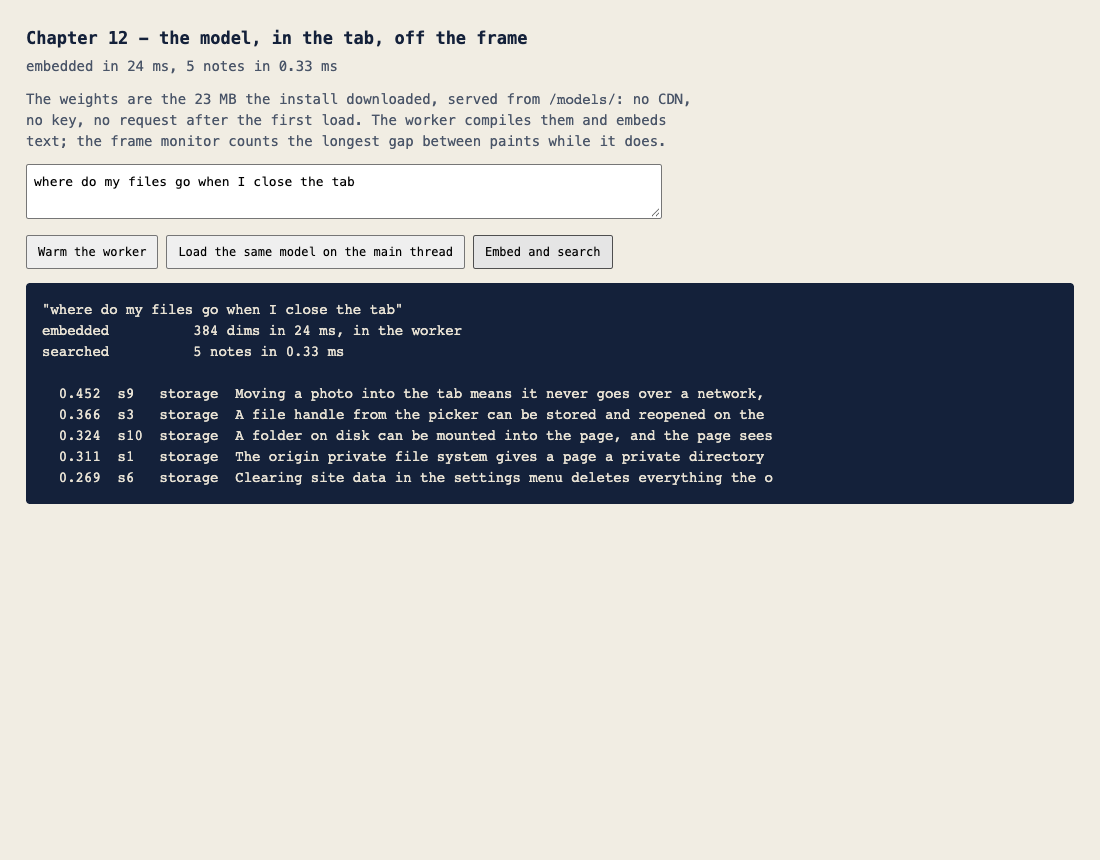 Chapter 12 – the model, in the tab, off the frame
embedded in 24 ms, 5 notes in 0.33 ms
The weights are the 23 MB the install downloaded, served from /models/: no CDN,
no key, no request after the first load. The worker compiles them and embeds
text; the frame monitor counts the longest gap between paints while it does.
where do my files go when I close the tab
Warm the worker Load the same model on the main thread Embed and search
"where do my files go when I close the tab"
embedded 384 dims in 24 ms, in the worker
searched 5 notes in 0.33 ms
0.452 s9 storage Moving a photo into the tab means it never goes over a network,
0.366 s3 storage A file handle from the picker can be stored and reopened on the
0.324 s10 storage A folder on disk can be mounted into the page, and the page sees
0.311 s1 storage The origin private file system gives a page a private directory
0.269 s6 storage Clearing site data in the settings menu deletes everything the o